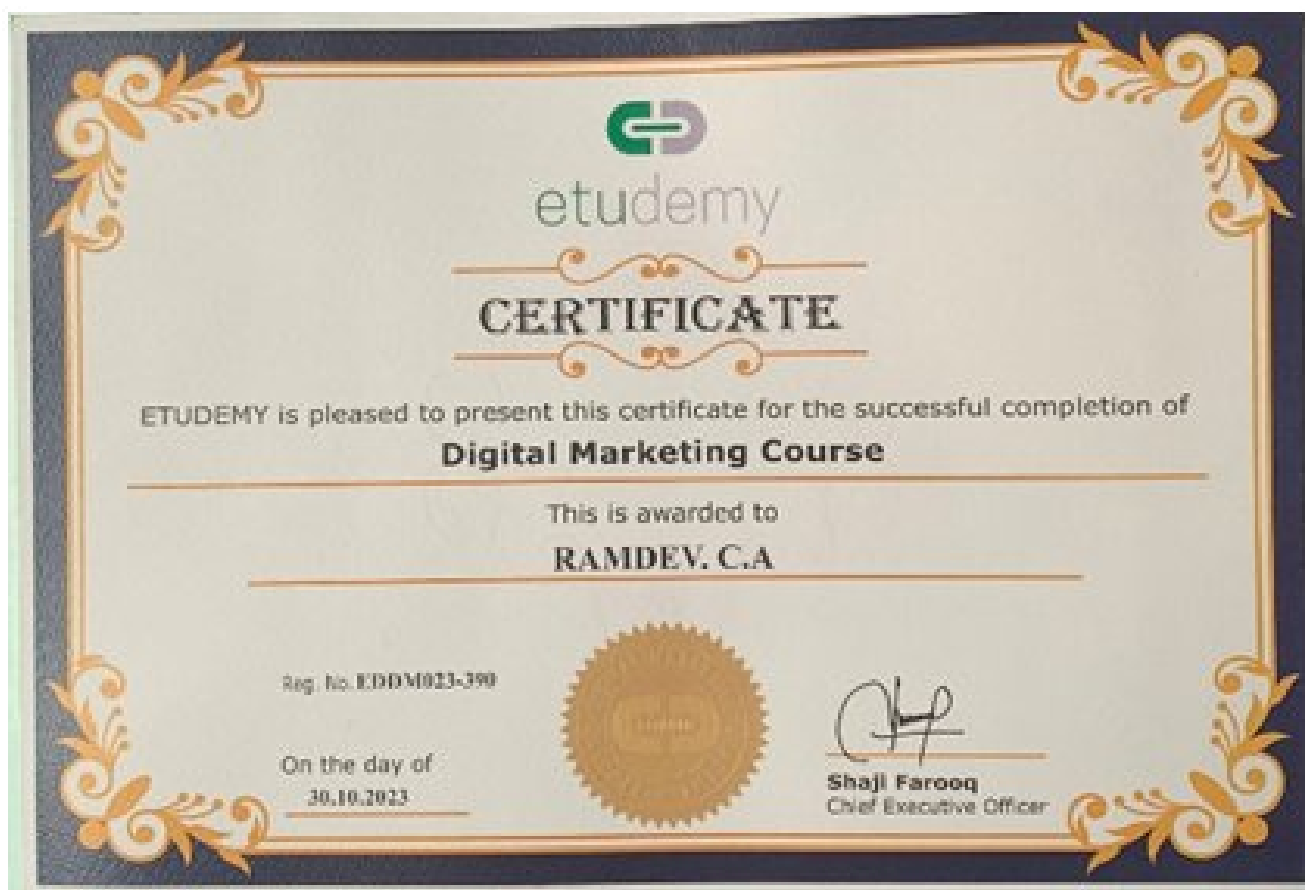 etudemy
CERTIFICATE
ETUDEMY is pleased to present this certificate for the successful completion of
Digital Marketing Course
This is awarded to
RAMDEV. C.A
Reg. No. EDDM023-390
On the day of
30.10.2023
Shaji Farooq
Chief Executive Officer